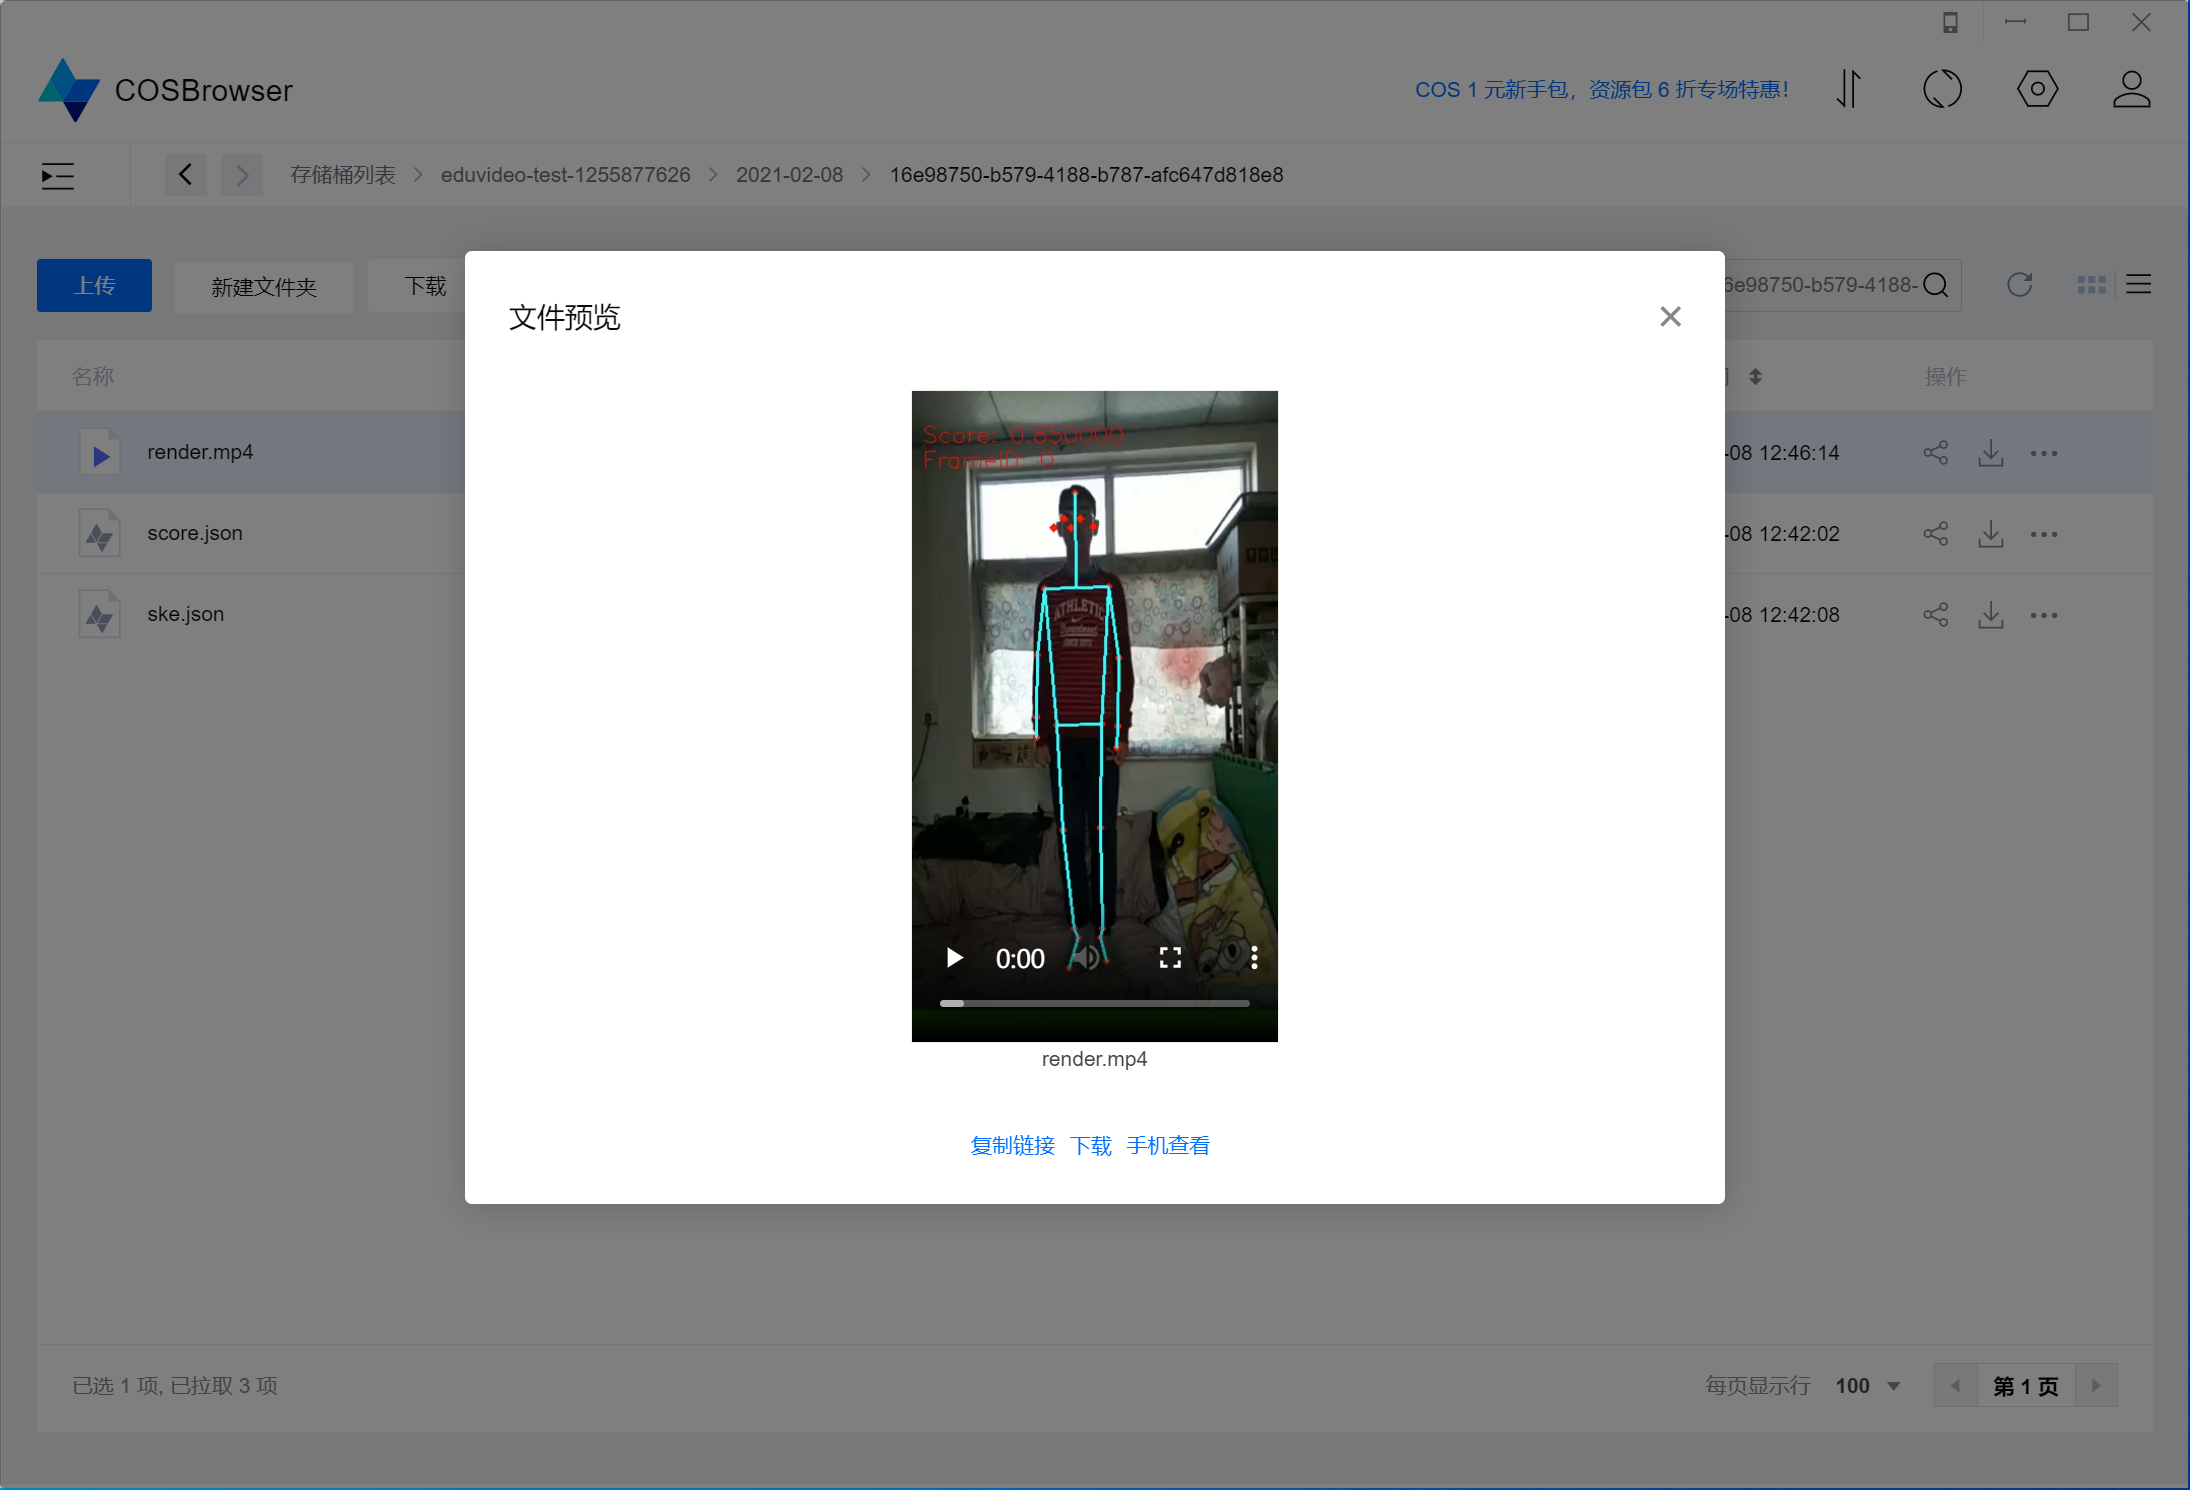 COSBrowser
COS 1 元新手包，资源包 6 折专场特惠！
存储桶列表 > eduvideo-test-1255877626 > 2021-02-08 > 16e98750-b579-4188-b787-afc647d818e8
上传
新建文件夹
下载
6e98750-b579-4188-
文件预览
名称
操作
render.mp4
-08 12:46:14
score.json
-08 12:42:02
ske.json
-08 12:42:08
Score: 0.850000
FrameID: 0
ATHLETIC
Department
SINCE 1972
0:00
render.mp4
复制链接 下载 手机查看
已选 1 项, 已拉取 3 项
每页显示行 100
第 1 页